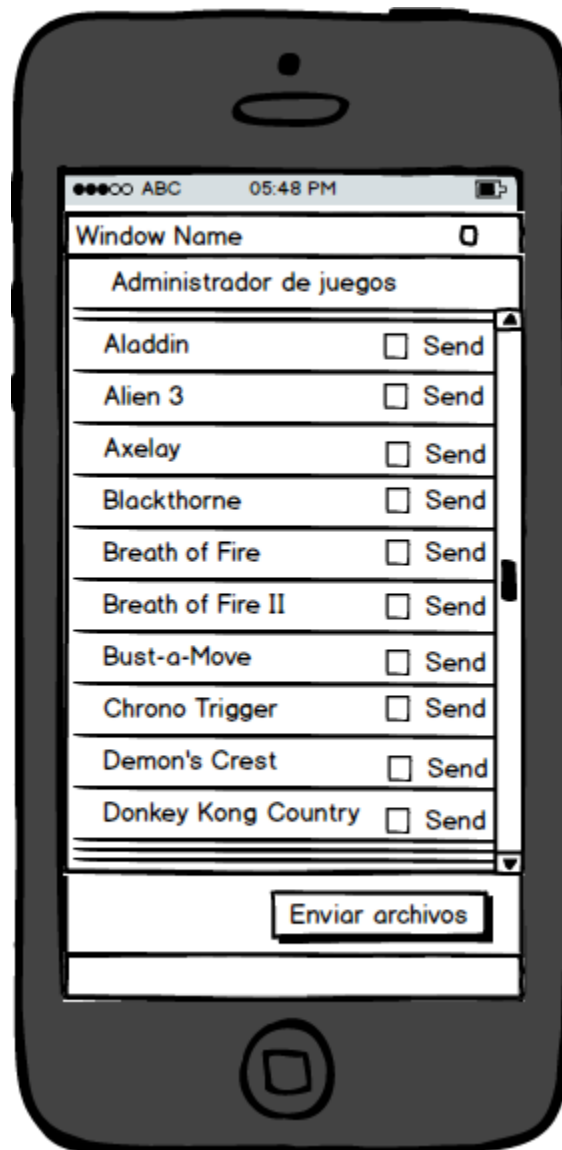 ABC 05:48 PM
Window Name
Administrador de juegos
Aladdin Send
Alien 3 Send
Axelay Send
Blackthorne Send
Breath of Fire Send
Breath of Fire II Send
Bust-a-Move Send
Chrono Trigger Send
Demon's Crest Send
Donkey Kong Country Send
Enviar archivos